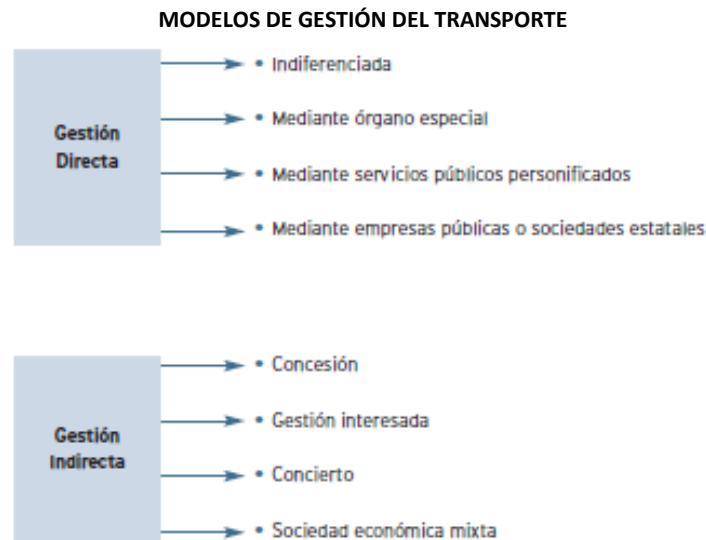 MODELOS DE GESTIÓN DEL TRANSPORTE
Gestión
Directa
• Indiferenciada
• Mediante órgano especial
• Mediante servicios públicos personificados
• Mediante empresas públicas o sociedades estatales
Gestión
Indirecta
• Concesión
• Gestión interesada
• Concierto
• Sociedad económica mixta